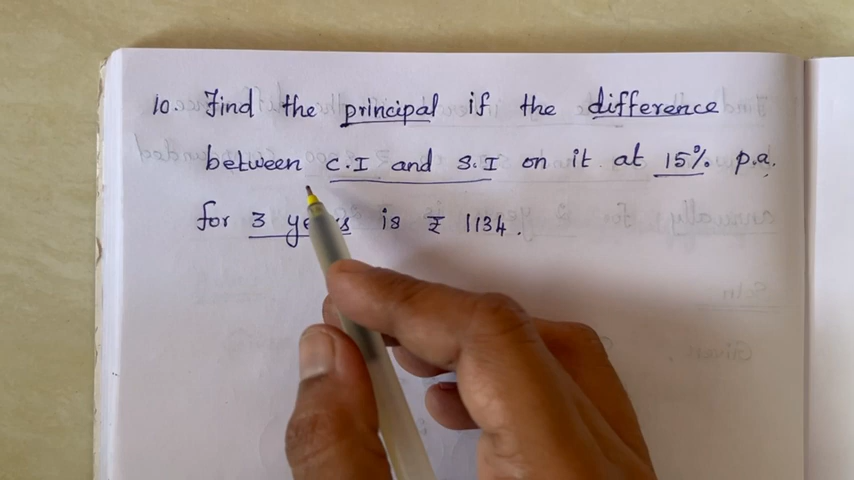 10. Find the principal if the difference
between C.I and S.I on it at 15% p.a.
for 3 years is ₹ 1134.